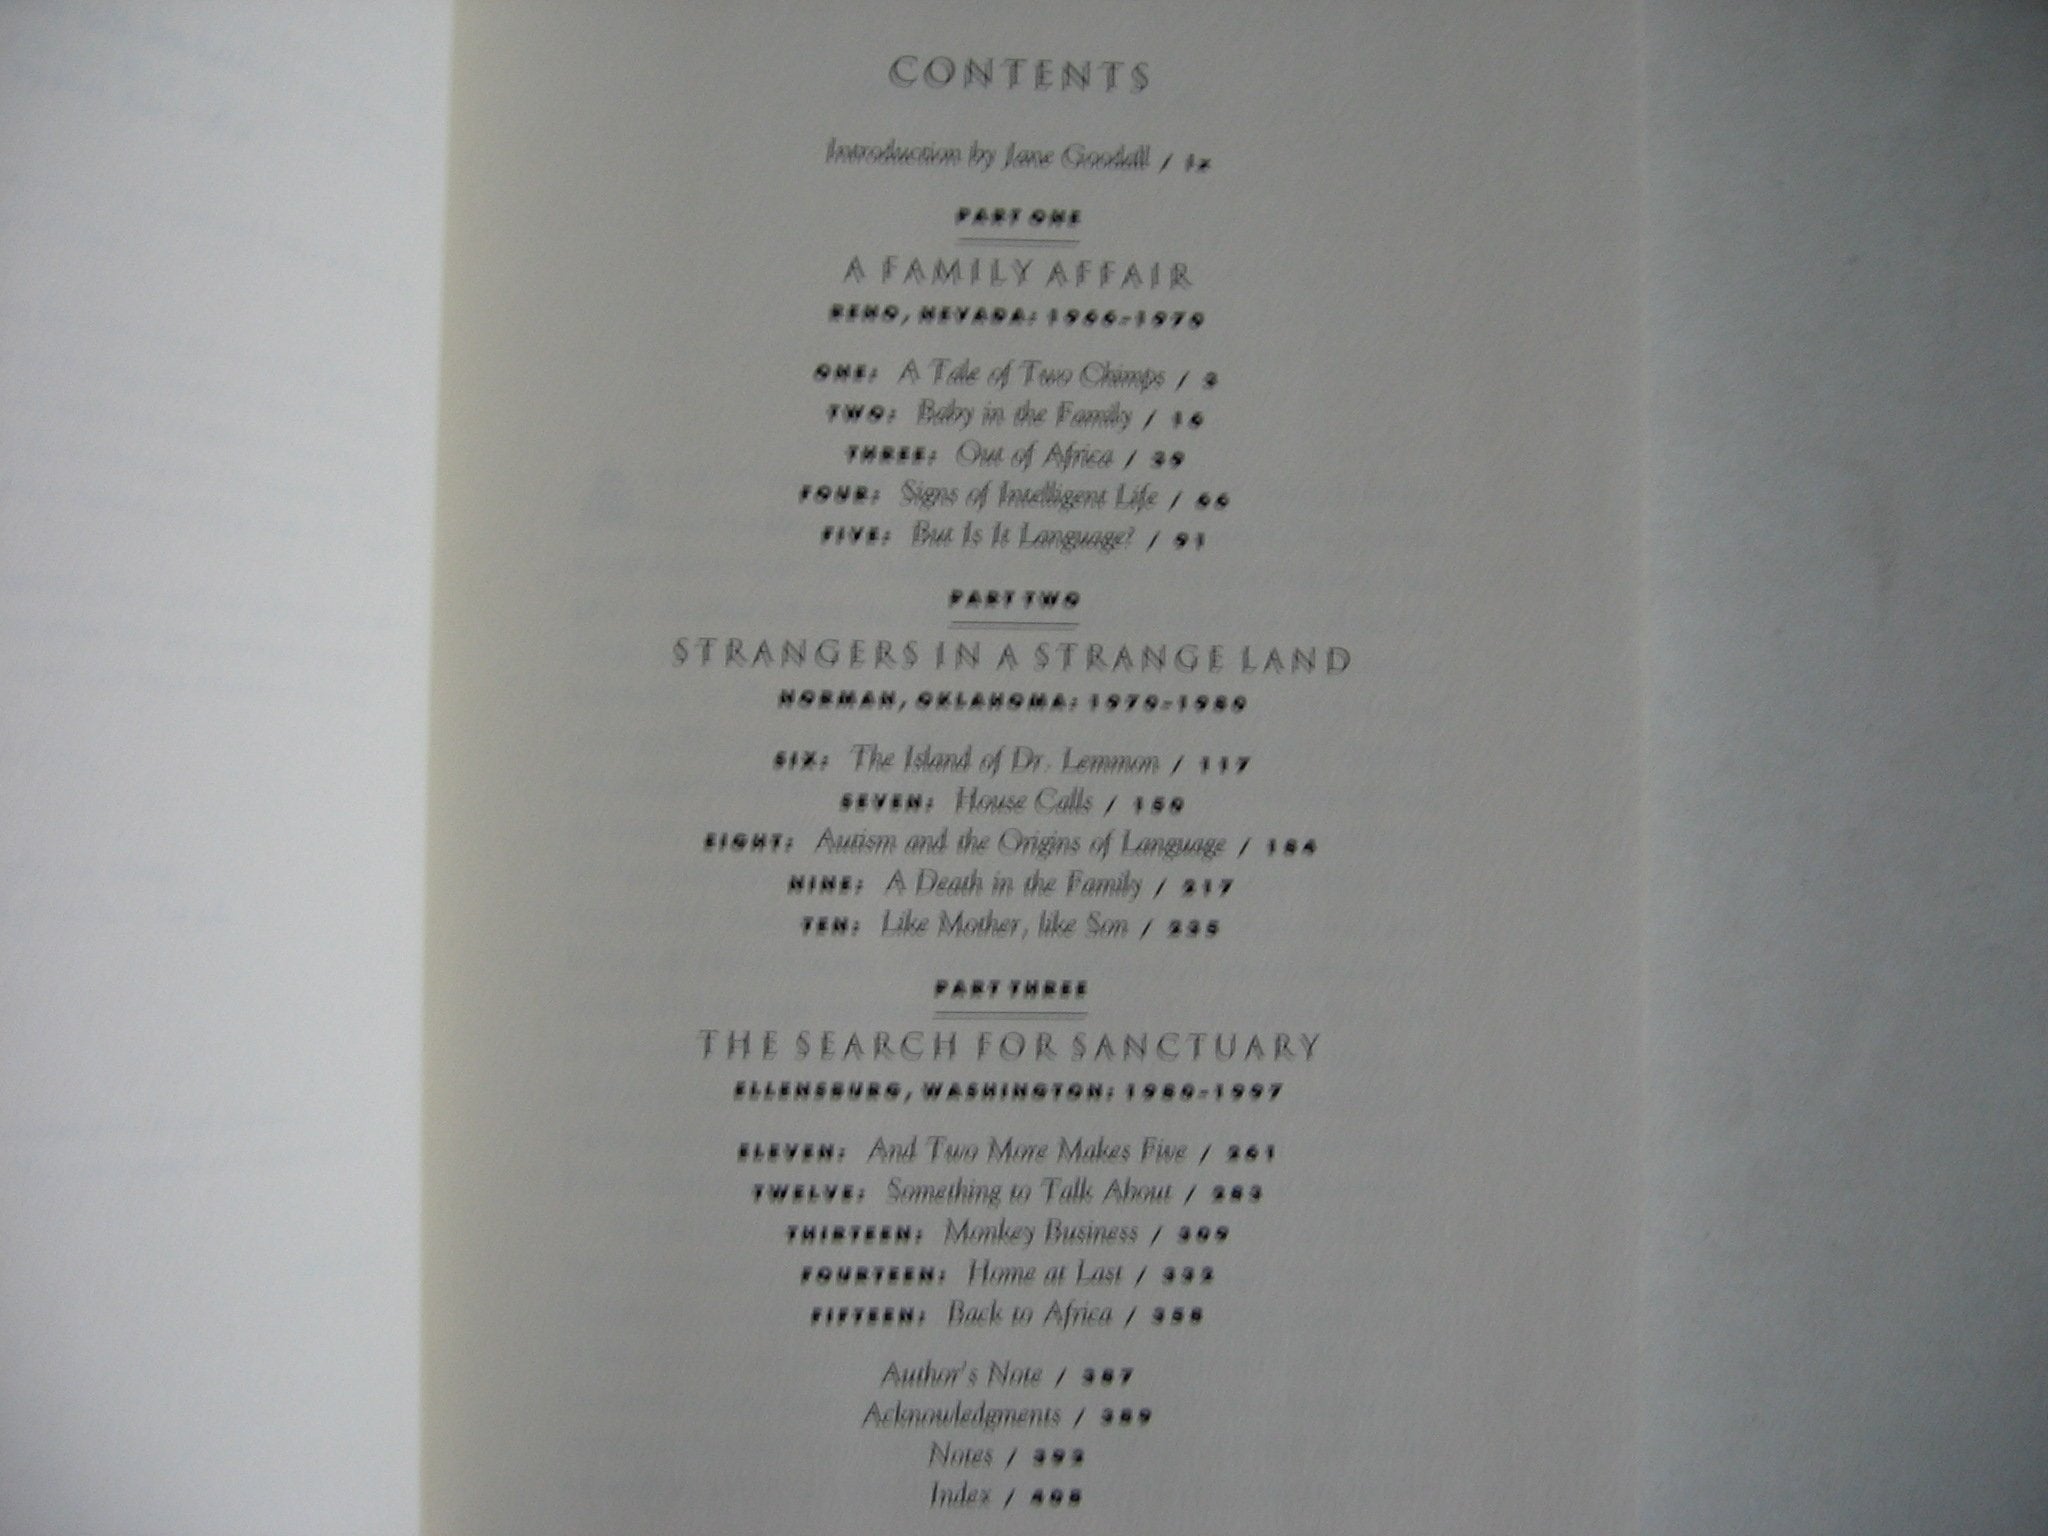 CONTENTS
Introduction by Jane Goodall / ix
PART ONE
A FAMILY AFFAIR
RENO, NEVADA: 1966–1970
ONE: A Tale of Two Chimps / 3
TWO: Baby in the Family / 16
THREE: Out of Africa / 39
FOUR: Signs of Intelligent Life / 66
FIVE: But Is It Language? / 91
PART TWO
STRANGERS IN A STRANGE LAND
NORMAN, OKLAHOMA: 1970–1980
SIX: The Island of Dr. Lemmon / 117
SEVEN: House Calls / 150
EIGHT: Autism and the Origins of Language / 184
NINE: A Death in the Family / 217
TEN: Like Mother, like Son / 235
PART THREE
THE SEARCH FOR SANCTUARY
ELLENSBURG, WASHINGTON: 1980–1997
ELEVEN: And Two More Makes Five / 261
TWELVE: Something to Talk About / 283
THIRTEEN: Monkey Business / 309
FOURTEEN: Home at Last / 332
FIFTEEN: Back to Africa / 358
Author's Note / 387
Acknowledgments / 389
Notes / 393
Index /